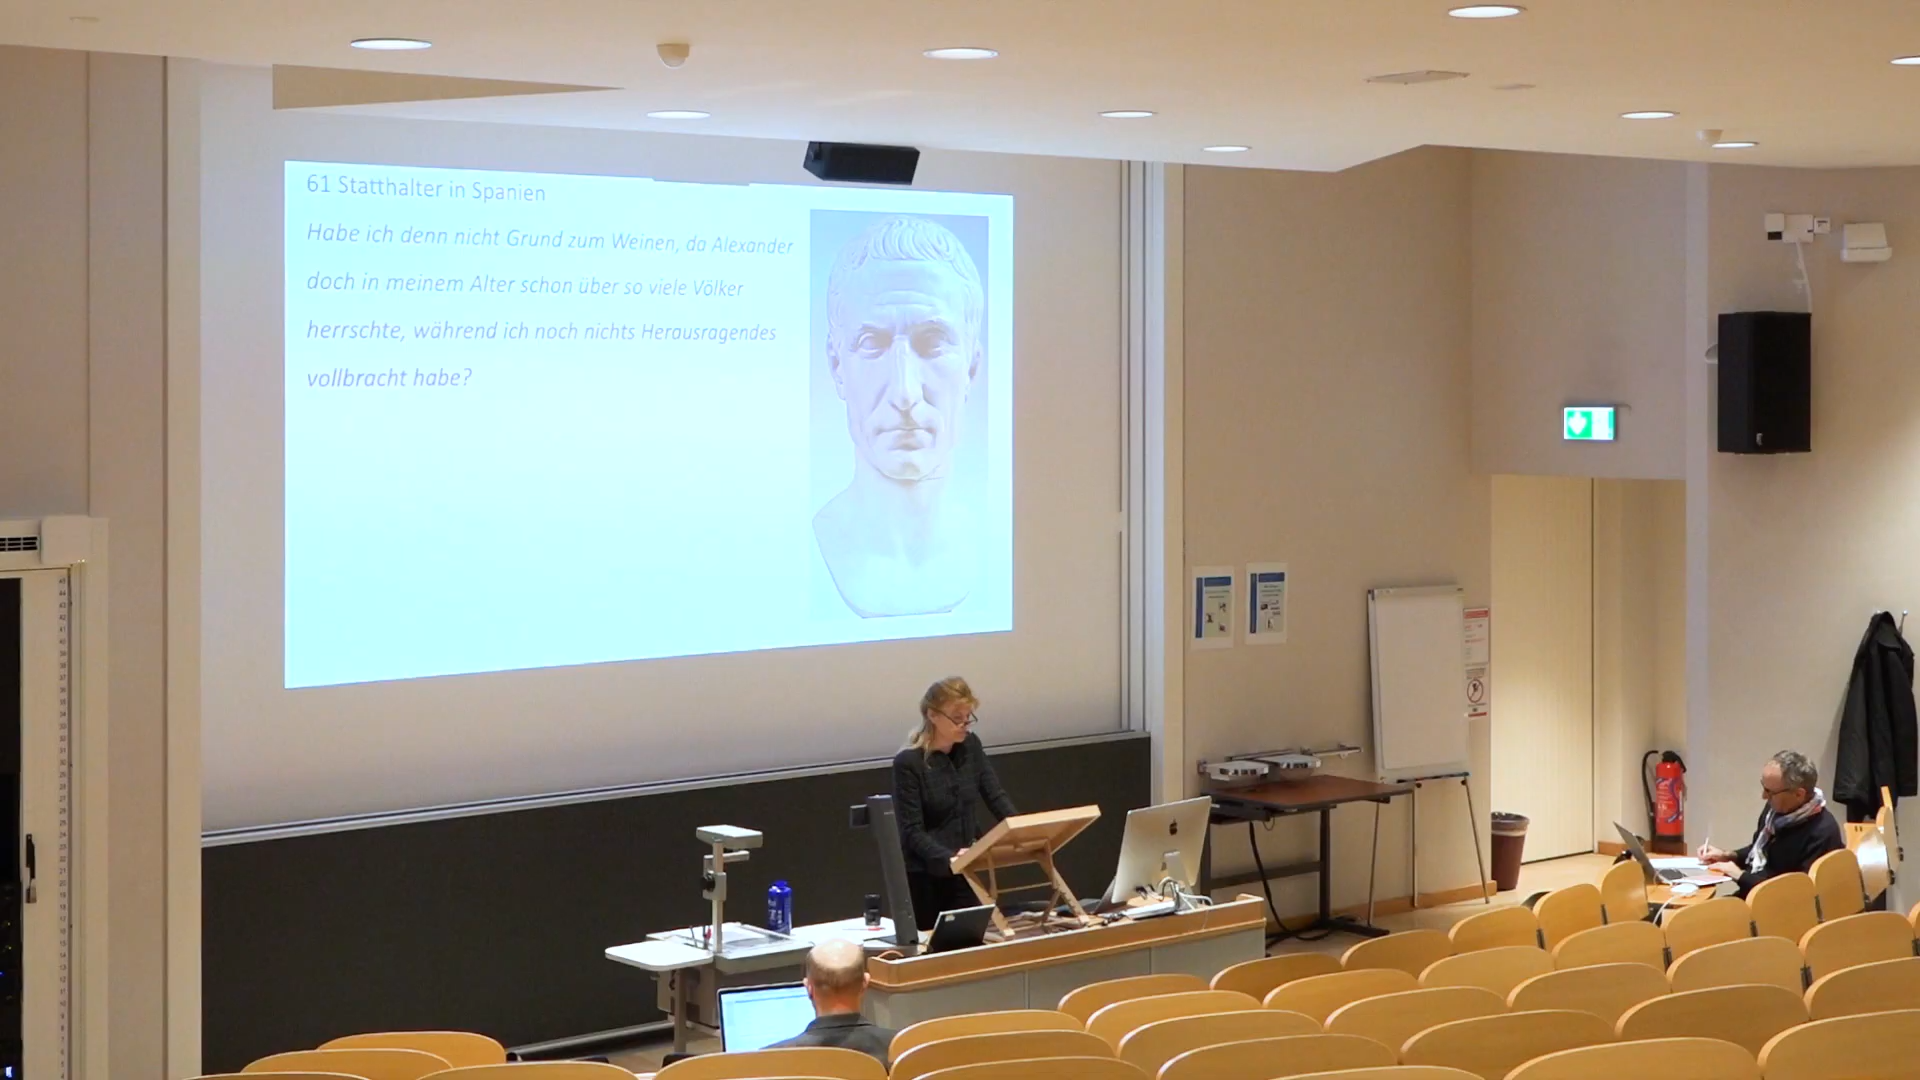 61 Statthalter in Spanien
Habe ich denn nicht Grund zum Weinen, da Alexander
doch in meinem Alter schon über so viele Völker
herrschte, während ich noch nichts Herausragendes
vollbracht habe?